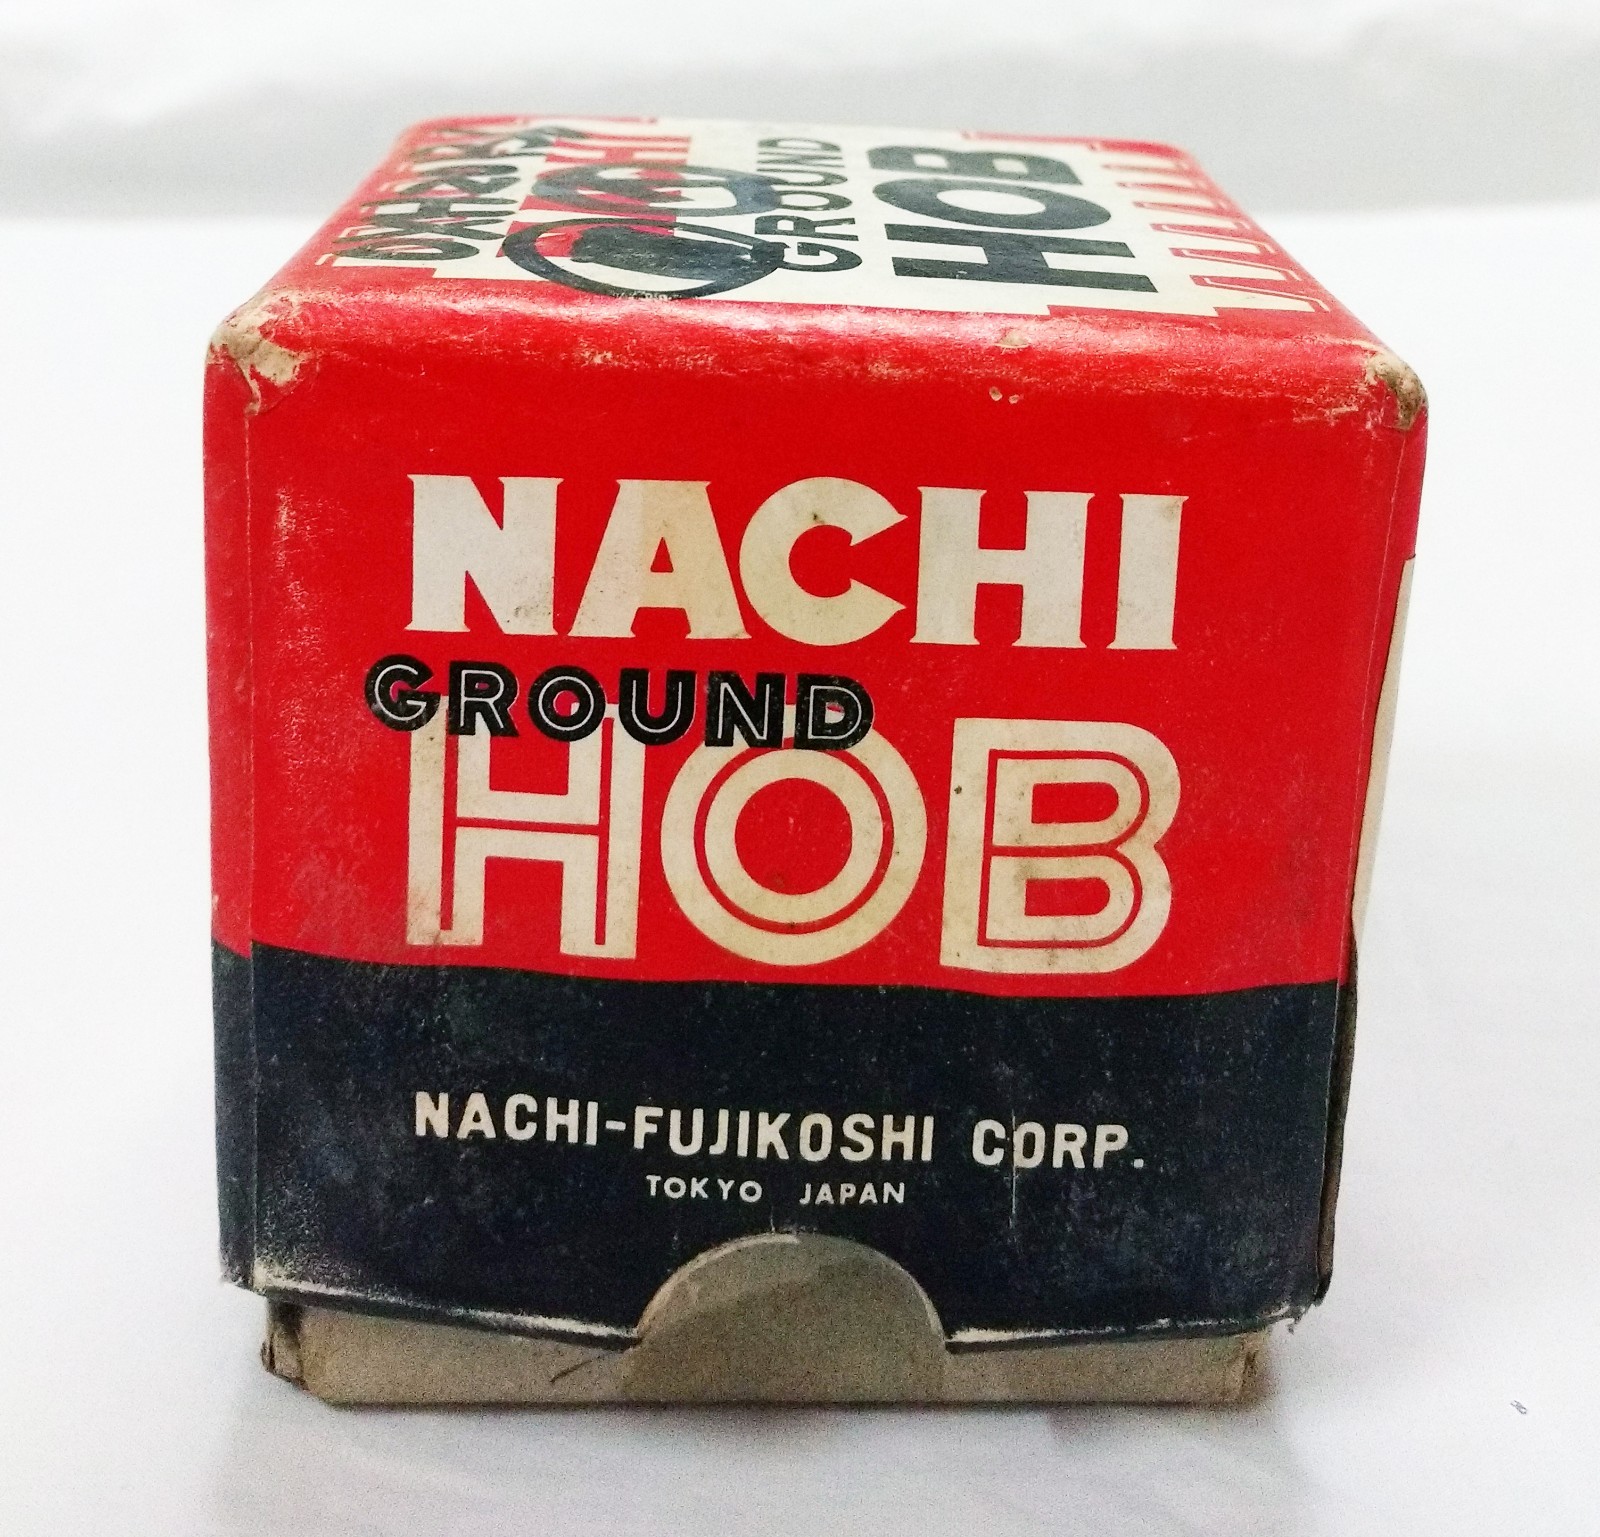 GROUND
HOB
NACHI
GROUND
HOB
NACHI-FUJIKOSHI CORP.
TOKYO JAPAN